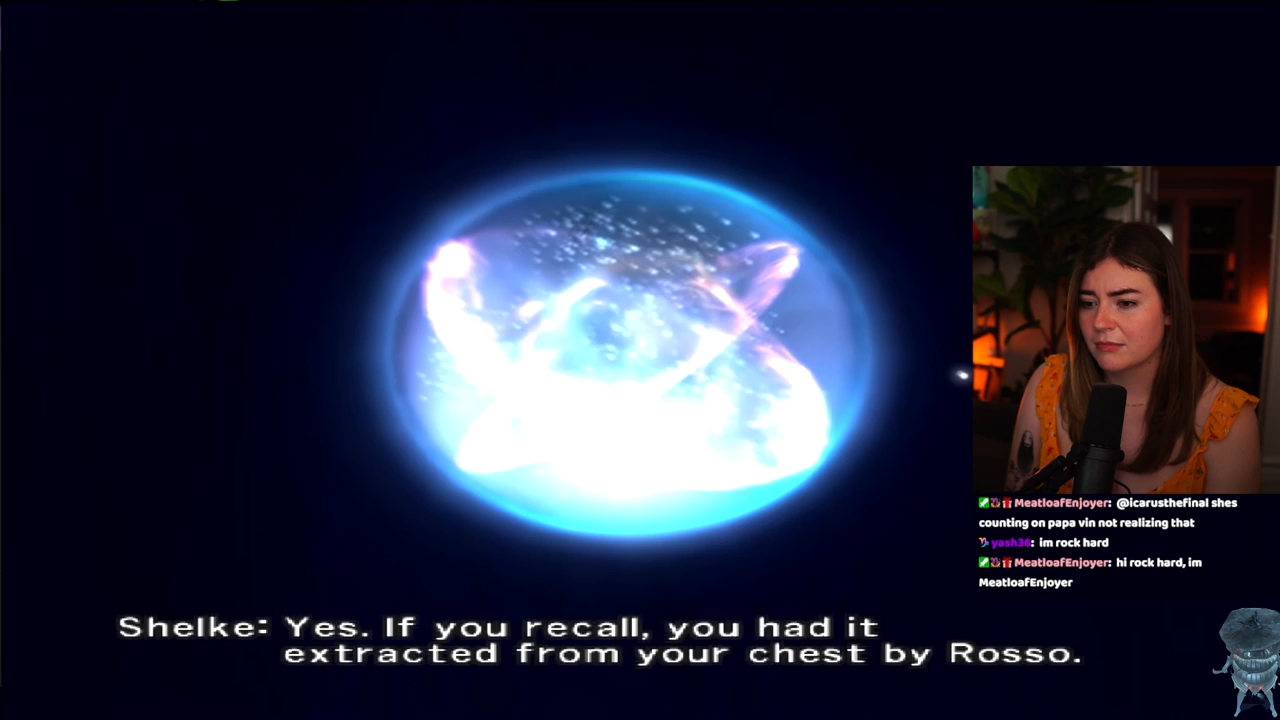 MeatloafEnjoyer: @icarusthefinal shes
counting on papa vin not realizing that
yash36: im rock hard
MeatloafEnjoyer: hi rock hard, im
MeatloafEnjoyer
Shelke: Yes. If you recall, you had it
extracted from your chest by Rosso.